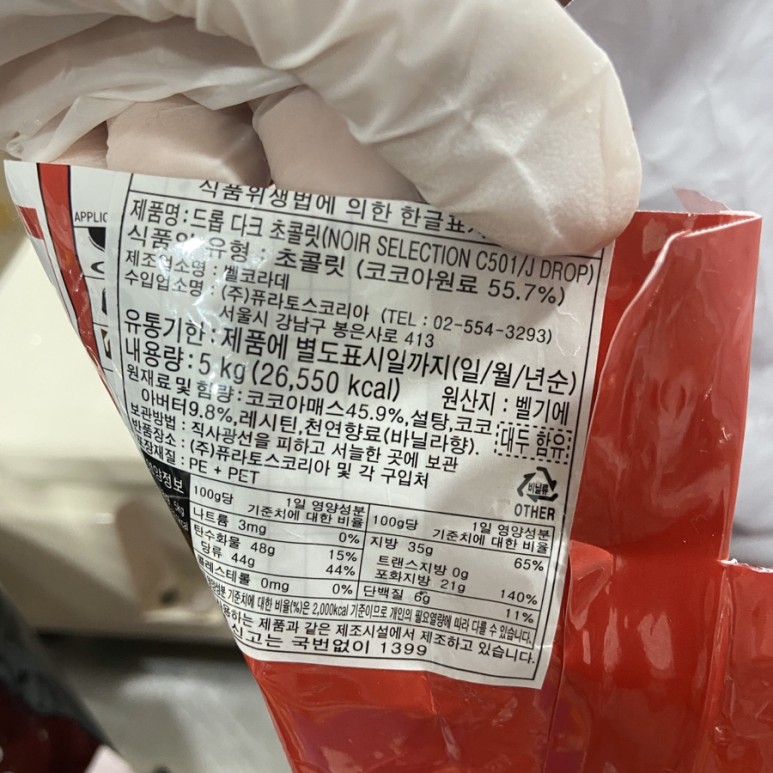 식품위생법에 의한 한글표
APPLIC
제품명: 드롭 다크 초콜릿(NOIR SELECTION C501/J DROP)
식품의 유형 : 초콜릿 (코코아원료 55.7%)
제조업소명 : 벨코라데
수입업소명 : (주)퓨라토스코리아 (TEL : 02-554-3293)
서울시 강남구 봉은사로 413
유통기한 : 제품에 별도표시일까지(일/월/년순)
내용량 : 5 kg (26,550 kcal) 원산지 : 벨기에
원재료 및 함량 : 코코아매스45.9%,설탕,코코
아버터9.8%,레시틴,천연향료(바닐라향). 대두 함유
보관방법 : 직사광선을 피하고 서늘한 곳에 보관
반품장소 : (주)퓨라토스코리아 및 각 구입처
포장재질 : PE + PET
비닐류
OTHER
영양정보 100g당 1일 영양성분 기준치에 대한 비율 100g당 1일 영양성분 기준치에 대한 비율
나트륨 3mg 0% 지방 35g 65%
탄수화물 48g 15% 트랜스지방 0g
당류 44g 44% 포화지방 21g 140%
콜레스테롤 0mg 0% 단백질 6g 11%
기준치에 대한 비율(%)은 2,000kcal 기준이므로 개인의 필요열량에 따라 다를 수 있습니다.
용하는 제품과 같은 제조시설에서 제조하고 있습니다.
신고는 국번없이 1399